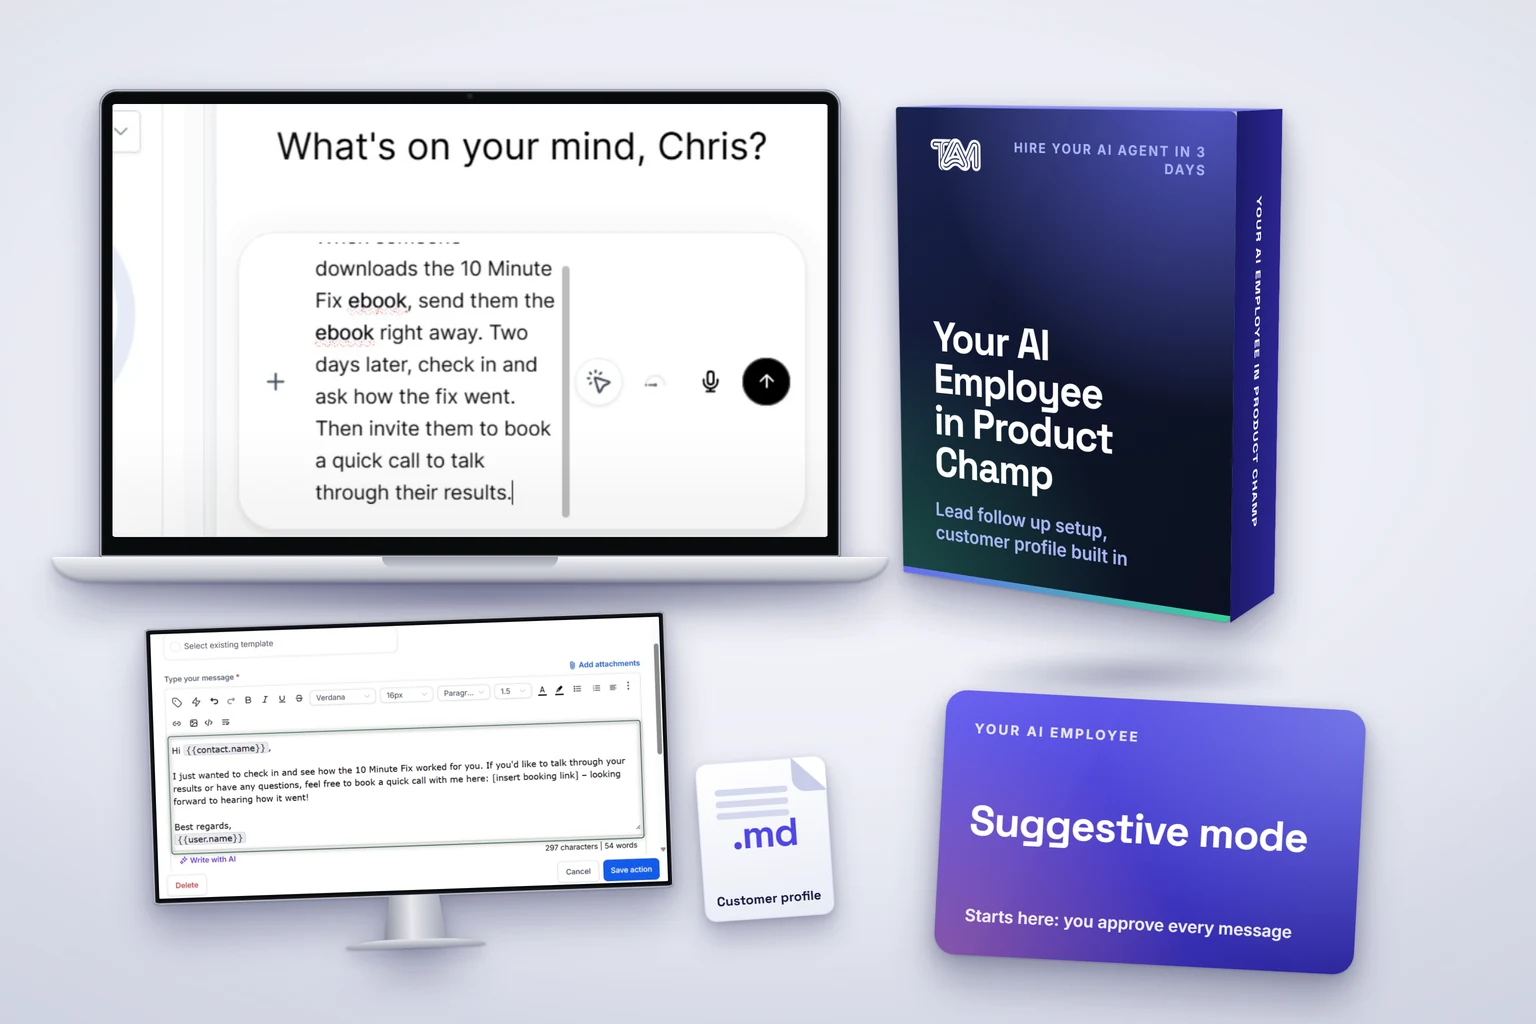 What's on your mind, Chris?
When someone
downloads the 10 Minute
Fix ebook, send them the
ebook right away. Two
days later, check in and
ask how the fix went.
Then invite them to book
a quick call to talk
through their results.
TAM
HIRE YOUR AI AGENT IN 3
DAYS
Your AI
Employee
in Product
Champ
Lead follow up setup,
customer profile built in
YOUR AI EMPLOYEE IN PRODUCT CHAMP
Select existing template
Add attachments
Type your message *
B I U S Verdana 16px Paragr... 1.5 A
Hi {{contact.name}},
I just wanted to check in and see how the 10 Minute Fix worked for you. If you'd like to talk through your
results or have any questions, feel free to book a quick call with me here: [insert booking link] – looking
forward to hearing how it went!
Best regards,
{{user.name}}
297 characters | 54 words
Write with AI
Delete
Cancel
Save action
.md
Customer profile
YOUR AI EMPLOYEE
Suggestive mode
Starts here: you approve every message